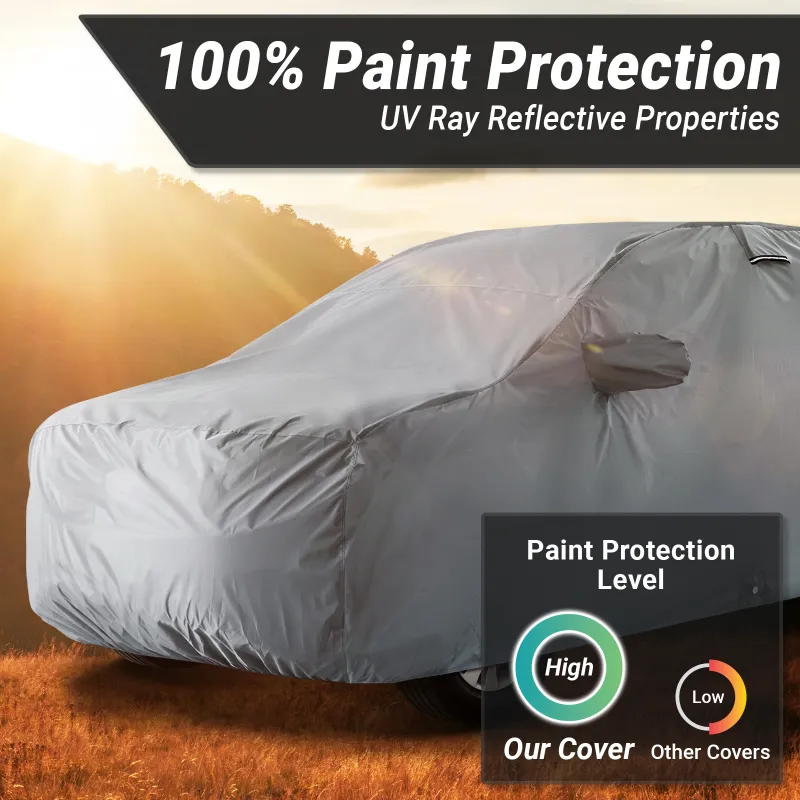 100% Paint Protection
UV Ray Reflective Properties
Paint Protection
Level
High
Low
Our Cover
Other Covers